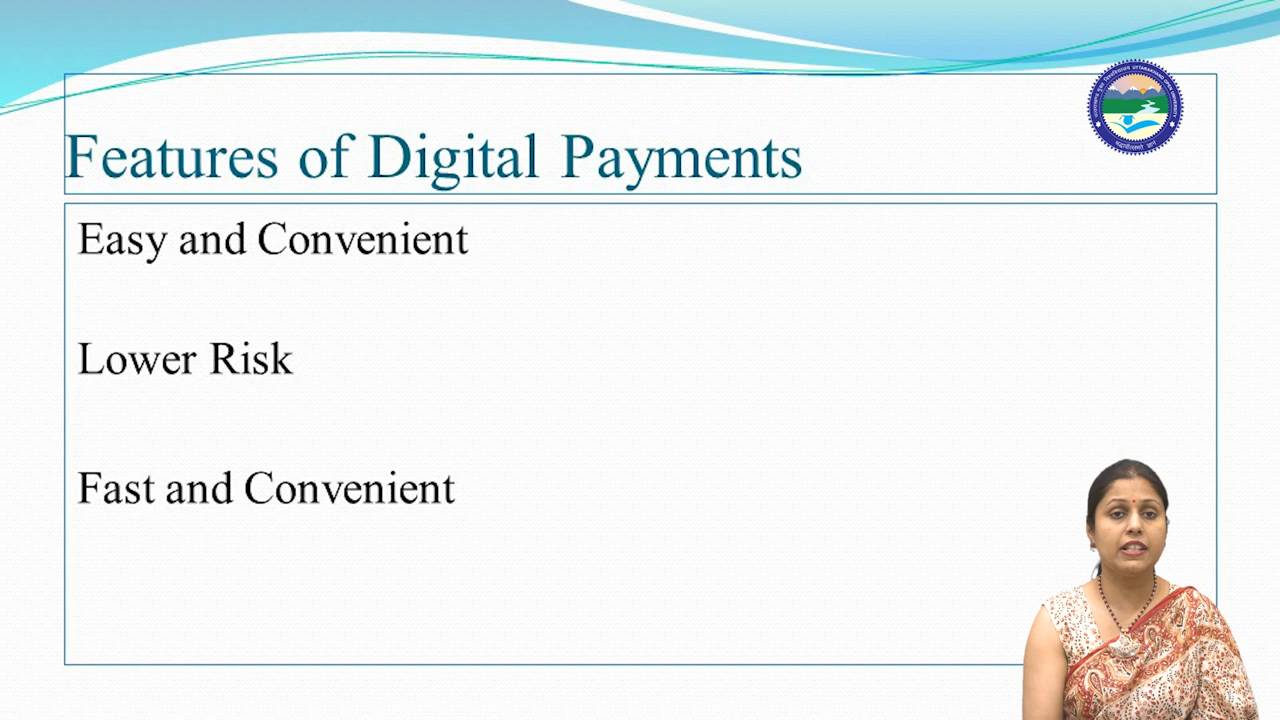 Features of Digital Payments
Easy and Convenient
Lower Risk
Fast and Convenient